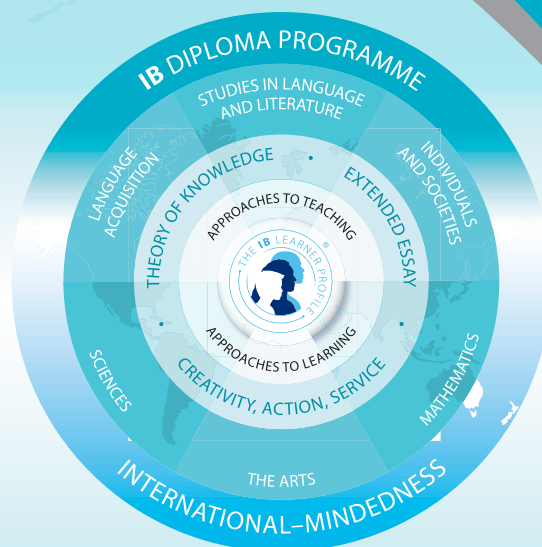 IB DIPLOMA PROGRAMME
STUDIES IN LANGUAGE
AND LITERATURE
LANGUAGE
ACQUISITION
INDIVIDUALS
AND SOCIETIES
THEORY OF KNOWLEDGE •
EXTENDED ESSAY •
APPROACHES TO TEACHING
THE IB LEARNER PROFILE ®
APPROACHES TO LEARNING
CREATIVITY, ACTION, SERVICE •
SCIENCES
MATHEMATICS
THE ARTS
INTERNATIONAL–MINDEDNESS